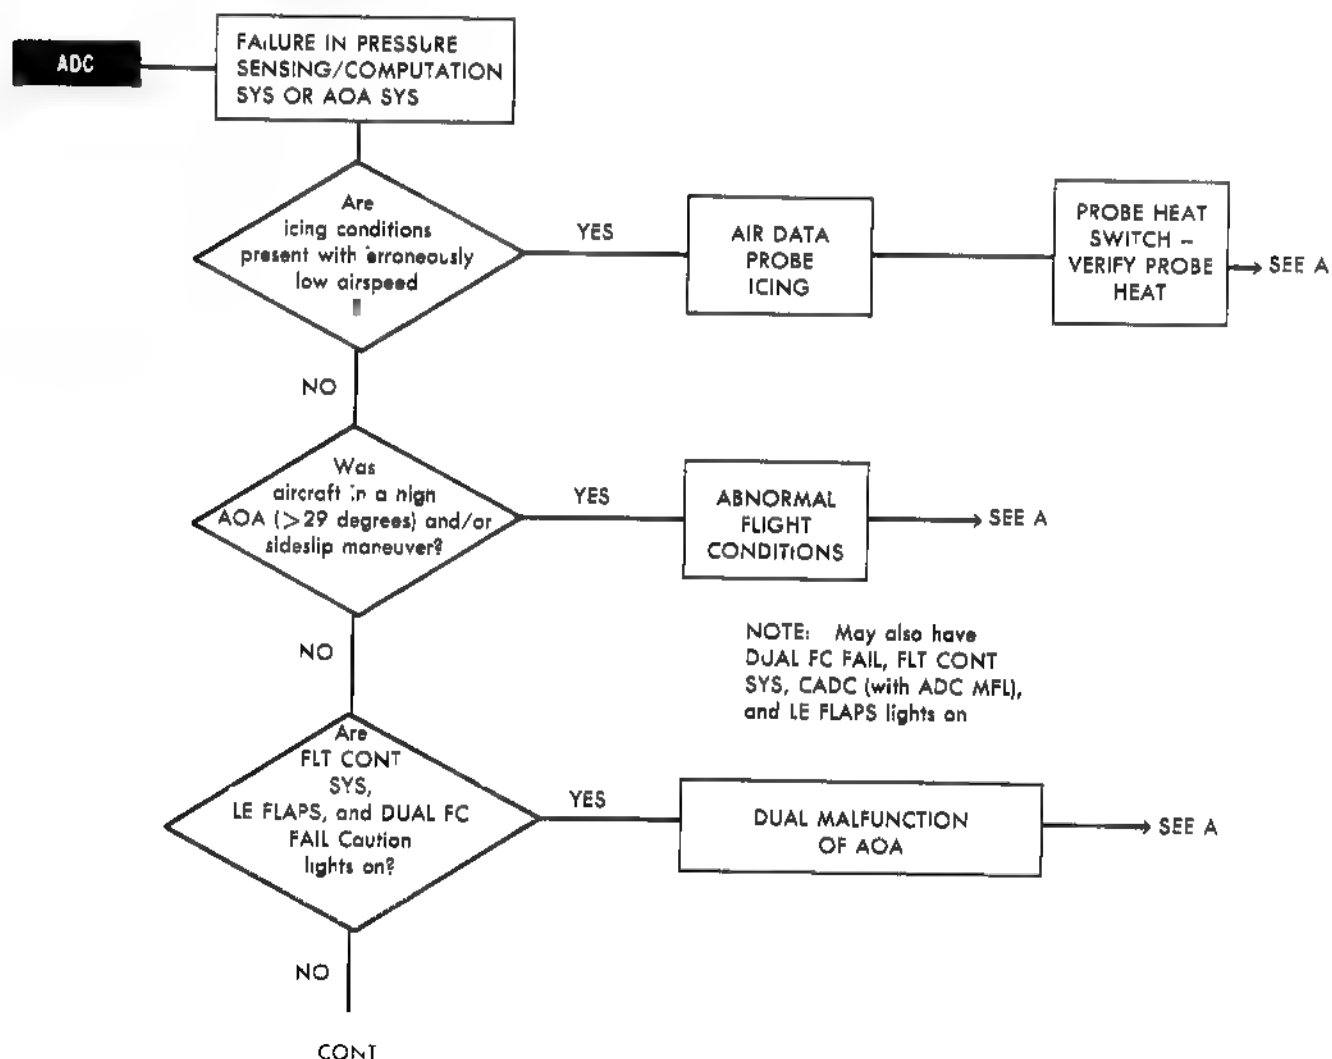 ADC
FAILURE IN PRESSURE
SENSING/COMPUTATION
SYS OR AOA SYS
Are
icing conditions
present with erroneously
low airspeed
YES
AIR DATA
PROBE
ICING
PROBE HEAT
SWITCH –
VERIFY PROBE
HEAT
SEE A
NO
Was
aircraft in a high
AOA (>29 degrees) and/or
sideslip maneuver?
YES
ABNORMAL
FLIGHT
CONDITIONS
SEE A
NOTE: May also have
DUAL FC FAIL, FLT CONT
SYS, CADC (with ADC MFL),
and LE FLAPS lights on
NO
Are
FLT CONT
SYS,
LE FLAPS, and DUAL FC
FAIL Caution
lights on?
YES
DUAL MALFUNCTION
OF AOA
SEE A
NO
CONT